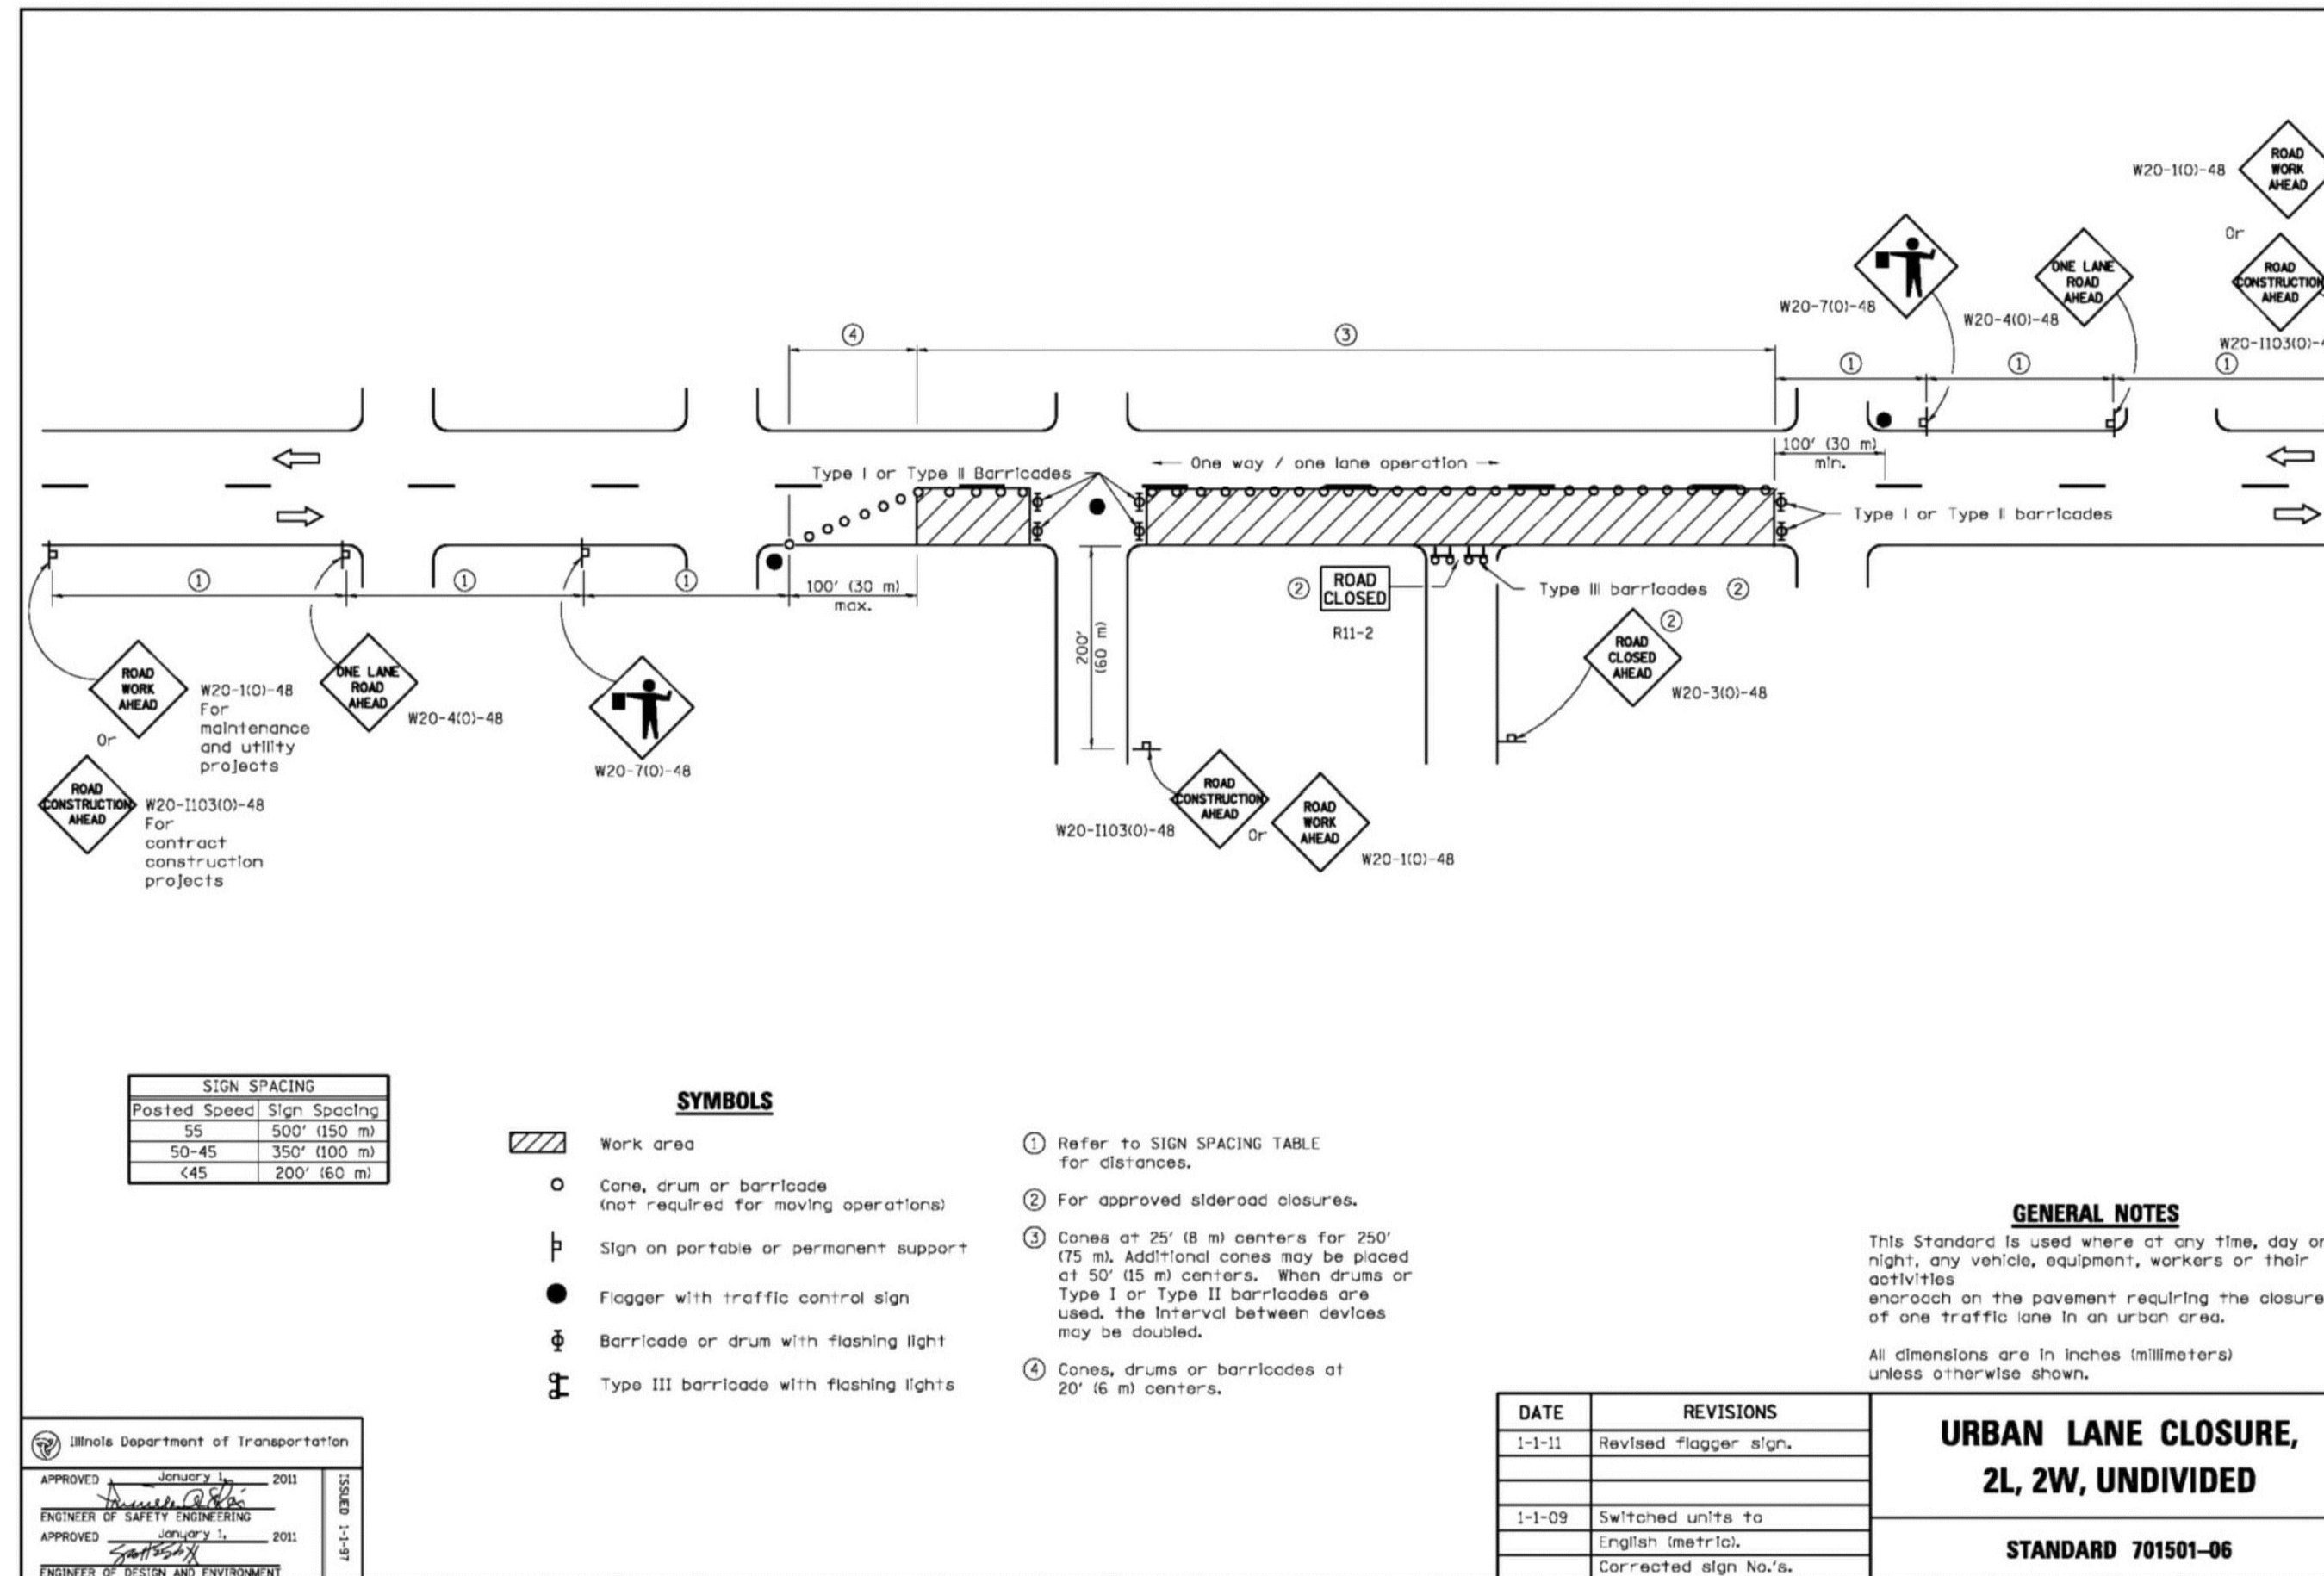 W20-1(O)-48
ROAD
WORK
AHEAD
Or
ROAD
CONSTRUCTION
AHEAD
W20-7(O)-48
ONE LANE
ROAD
AHEAD
W20-4(O)-48
W20-I103(O)-4
④
③
①
①
①
100' (30 m)
min.
Type I or Type II Barricades
One way / one lane operation
Type I or Type II barricades
①
①
①
100' (30 m)
max.
200'
(60 m)
②
ROAD
CLOSED
R11-2
Type III barricades ②
②
ROAD
CLOSED
AHEAD
W20-3(O)-48
ROAD
WORK
AHEAD
W20-1(O)-48
For
maintenance
and utility
projects
Or
ROAD
CONSTRUCTION
AHEAD
W20-I103(O)-48
For
contract
construction
projects
ONE LANE
ROAD
AHEAD
W20-4(O)-48
W20-7(O)-48
ROAD
CONSTRUCTION
AHEAD
W20-I103(O)-48
Or
ROAD
WORK
AHEAD
W20-1(O)-48
SIGN SPACING
Posted Speed Sign Spacing
55 500' (150 m)
50-45 350' (100 m)
<45 200' (60 m)
SYMBOLS
Work area
Cone, drum or barricade
(not required for moving operations)
Sign on portable or permanent support
Flagger with traffic control sign
Barricade or drum with flashing light
Type III barricade with flashing lights
① Refer to SIGN SPACING TABLE
for distances.
② For approved sideroad closures.
③ Cones at 25' (8 m) centers for 250'
(75 m). Additional cones may be placed
at 50' (15 m) centers. When drums or
Type I or Type II barricades are
used, the interval between devices
may be doubled.
④ Cones, drums or barricades at
20' (6 m) centers.
GENERAL NOTES
This Standard is used where at any time, day or
night, any vehicle, equipment, workers or their
activities
encroach on the pavement requiring the closure
of one traffic lane in an urban area.
All dimensions are in inches (millimeters)
unless otherwise shown.
Illinois Department of Transportation
APPROVED January 1, 2011
ENGINEER OF SAFETY ENGINEERING
APPROVED January 1, 2011
ENGINEER OF DESIGN AND ENVIRONMENT
ISSUED 1-1-97
DATE REVISIONS
1-1-11 Revised flagger sign.
1-1-09 Switched units to
English (metric).
Corrected sign No.'s.
URBAN LANE CLOSURE,
2L, 2W, UNDIVIDED
STANDARD 701501–06